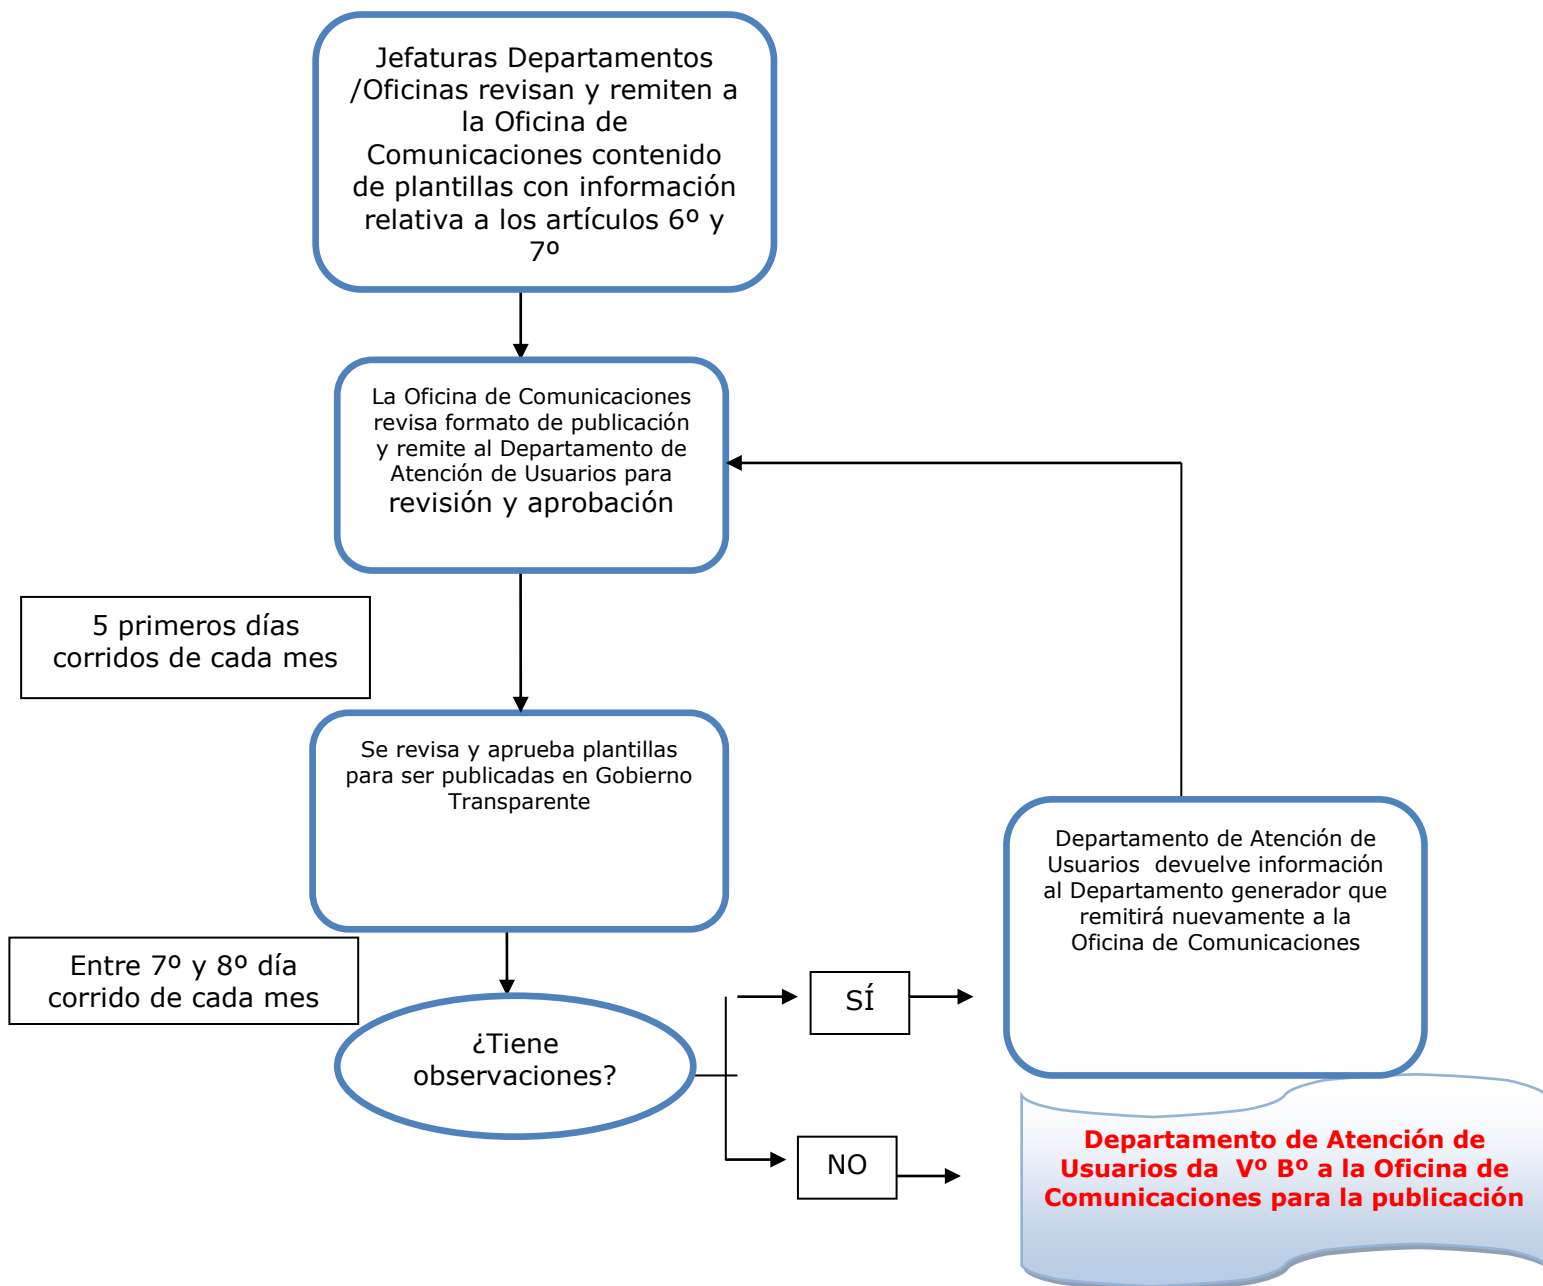 Jefaturas Departamentos
/Oficinas revisan y remiten a
la Oficina de
Comunicaciones contenido
de plantillas con información
relativa a los artículos 6º y
7º
La Oficina de Comunicaciones
revisa formato de publicación
y remite al Departamento de
Atención de Usuarios para
revisión y aprobación
5 primeros días
corridos de cada mes
Se revisa y aprueba plantillas
para ser publicadas en Gobierno
Transparente
Departamento de Atención de
Usuarios devuelve información
al Departamento generador que
remitirá nuevamente a la
Oficina de Comunicaciones
Entre 7º y 8º día
corrido de cada mes
¿Tiene
observaciones?
SÍ
NO
Departamento de Atención de
Usuarios da Vº Bº a la Oficina de
Comunicaciones para la publicación